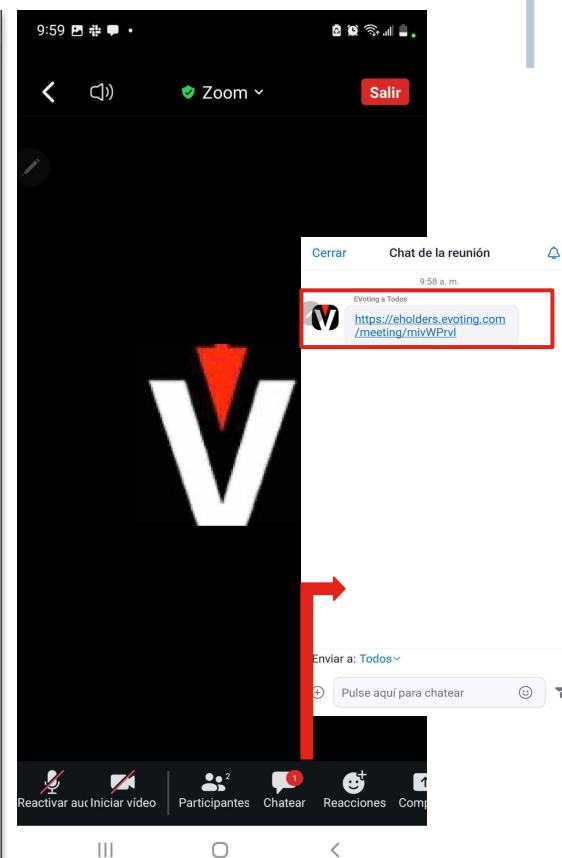 9:59
Zoom
Salir
Cerrar
Chat de la reunión
9:58 a. m.
EVoting a Todos
https://eholders.evoting.com
/meeting/mivWPrvl
Enviar a: Todos
Pulse aquí para chatear
2
1
Reactivar auc
Iniciar vídeo
Participantes
Chatear
Reacciones
Comp